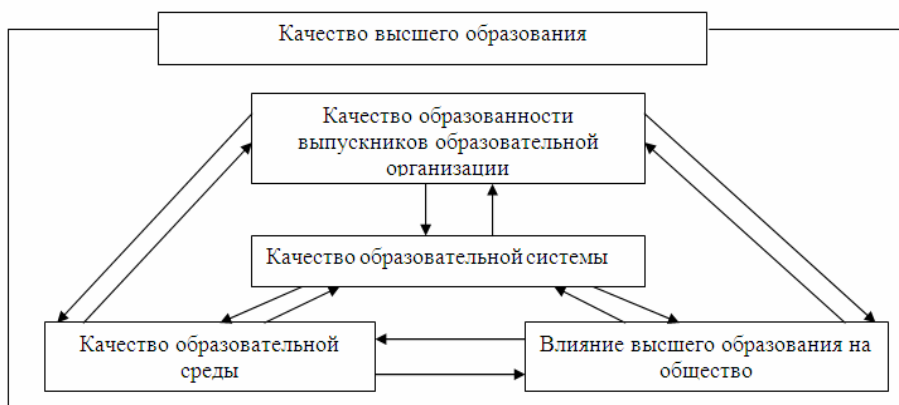 Качество высшего образования
Качество образованности
выпускников образовательной
организации
Качество образовательной системы
Качество образовательной
среды
Влияние высшего образования на
общество